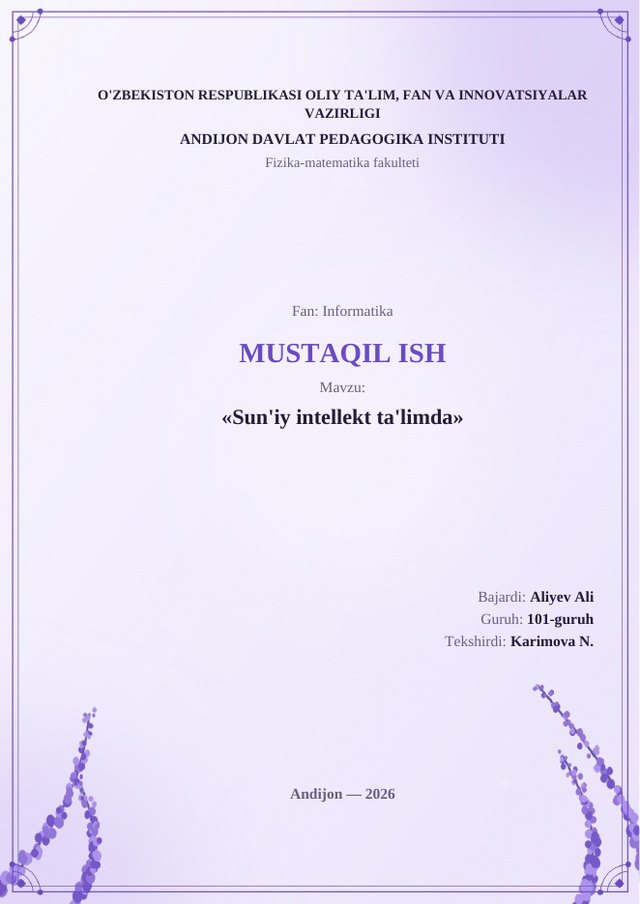 O'ZBEKISTON RESPUBLIKASI OLIY TA'LIM, FAN VA INNOVATSIYALAR
VAZIRLIGI
ANDIJON DAVLAT PEDAGOGIKA INSTITUTI
Fizika-matematika fakulteti
Fan: Informatika
MUSTAQIL ISH
Mavzu:
«Sun'iy intellekt ta'limda»
Bajardi: Aliyev Ali
Guruh: 101-guruh
Tekshirdi: Karimova N.
Andijon — 2026